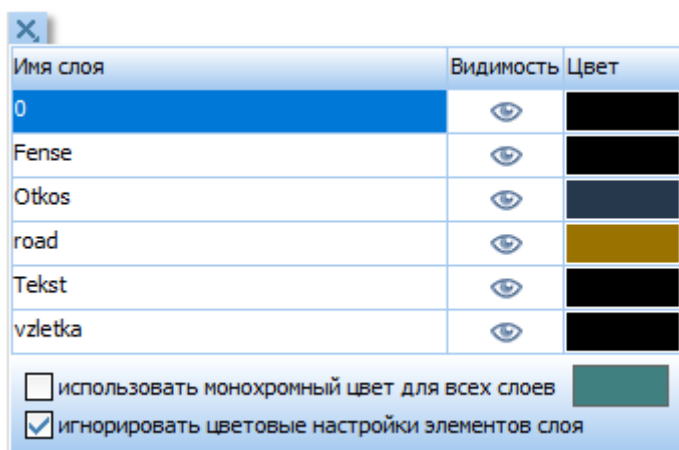 Имя слоя Видимость Цвет
0
Fense
Otkos
road
Tekst
vzletka
использовать монохромный цвет для всех слоев
игнорировать цветовые настройки элементов слоя